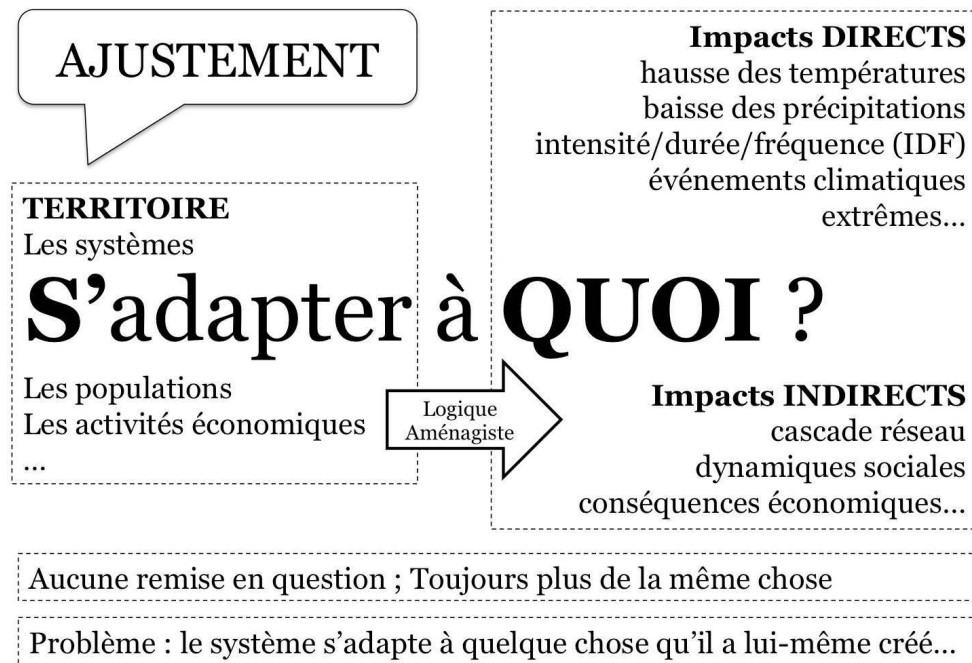 AJUSTEMENT
Impacts DIRECTS
hausse des températures
baisse des précipitations
intensité/durée/fréquence (IDF)
événements climatiques
extrêmes...
TERRITOIRE
Les systèmes
S’adapter à QUOI ?
Les populations
Les activités économiques
...
Logique
Aménagiste
Impacts INDIRECTS
cascade réseau
dynamiques sociales
conséquences économiques...
Aucune remise en question ; Toujours plus de la même chose
Problème : le système s’adapte à quelque chose qu’il a lui-même créé...